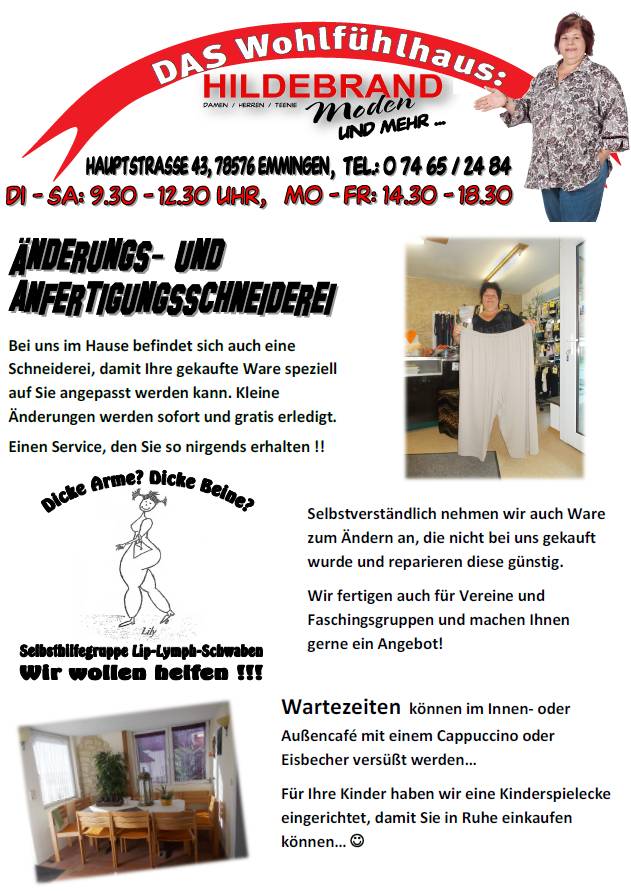 DAS Wohlfühlhaus:
HILDEBRAND
DAMEN / HERREN / TEENIE
Moden
UND MEHR ...
HAUPTSTRASSE 43, 78576 EMMINGEN, TEL.: 0 74 65 / 24 84
DI - SA: 9.30 - 12.30 UHR, MO - FR: 14.30 - 18.30
ÄNDERUNGS- UND
ANFERTIGUNGSSCHNEIDEREI
Bei uns im Hause befindet sich auch eine
Schneiderei, damit Ihre gekaufte Ware speziell
auf Sie angepasst werden kann. Kleine
Änderungen werden sofort und gratis erledigt.
Einen Service, den Sie so nirgends erhalten !!
Dicke Arme? Dicke Beine?
Lily
Selbsthilfegruppe Lip-Lymph-Schwaben
Wir wollen helfen !!!
Selbstverständlich nehmen wir auch Ware
zum Ändern an, die nicht bei uns gekauft
wurde und reparieren diese günstig.
Wir fertigen auch für Vereine und
Faschingsgruppen und machen Ihnen
gerne ein Angebot!
Wartezeiten können im Innen- oder
Außencafé mit einem Cappuccino oder
Eisbecher versüßt werden...
Für Ihre Kinder haben wir eine Kinderspielecke
eingerichtet, damit Sie in Ruhe einkaufen
können... ☺